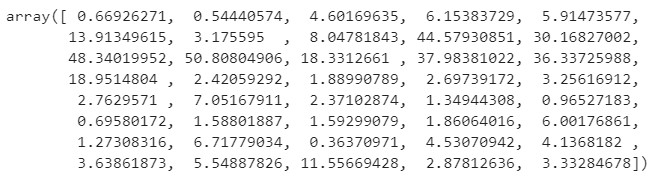 array([ 0.66926271, 0.54440574, 4.60169635, 6.15383729, 5.91473577,
13.91349615, 3.175595 , 8.04781843, 44.57930851, 30.16827002,
48.34019952, 50.80804906, 18.3312661 , 37.98381022, 36.33725988,
18.9514804 , 2.42059292, 1.88990789, 2.69739172, 3.25616912,
2.7629571 , 7.05167911, 2.37102874, 1.34944308, 0.96527183,
0.69580172, 1.58801887, 1.59299079, 1.86064016, 6.00176861,
1.27308316, 6.71779034, 0.36370971, 4.53070942, 4.1368182 ,
3.63861873, 5.54887826, 11.55669428, 2.87812636, 3.33284678])